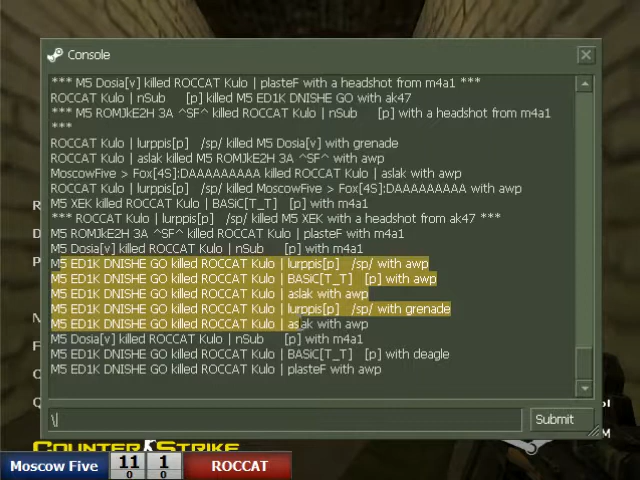 Console
*** M5 Dosia[v] killed ROCCAT Kulo | plasteF with a headshot from m4a1 ***
ROCCAT Kulo | nSub [p] killed M5 ED1K DNISHE GO with ak47
*** M5 ROMJkE2H 3A ^SF^ killed ROCCAT Kulo | nSub [p] with a headshot from m4a1
***
ROCCAT Kulo | lurppis[p] /sp/ killed M5 Dosia[v] with grenade
ROCCAT Kulo | aslak killed M5 ROMJkE2H 3A ^SF^ with awp
MoscowFive > Fox[4S]:DAAAAAAAAA killed ROCCAT Kulo | aslak with awp
ROCCAT Kulo | lurppis[p] /sp/ killed MoscowFive > Fox[4S]:DAAAAAAAAA with awp
M5 XEK killed ROCCAT Kulo | BASiC[T_T] [p] with m4a1
*** ROCCAT Kulo | lurppis[p] /sp/ killed M5 XEK with a headshot from ak47 ***
M5 ROMJkE2H 3A ^SF^ killed ROCCAT Kulo | plasteF with m4a1
M5 Dosia[v] killed ROCCAT Kulo | nSub [p] with m4a1
M5 ED1K DNISHE GO killed ROCCAT Kulo | lurppis[p] /sp/ with awp
M5 ED1K DNISHE GO killed ROCCAT Kulo | BASiC[T_T] [p] with awp
M5 ED1K DNISHE GO killed ROCCAT Kulo | aslak with awp
M5 ED1K DNISHE GO killed ROCCAT Kulo | lurppis[p] /sp/ with grenade
M5 ED1K DNISHE GO killed ROCCAT Kulo | aslak with awp
M5 Dosia[v] killed ROCCAT Kulo | nSub [p] with m4a1
M5 ED1K DNISHE GO killed ROCCAT Kulo | BASiC[T_T] [p] with deagle
M5 ED1K DNISHE GO killed ROCCAT Kulo | plasteF with awp
\
Submit
COUNTER STRIKE
Moscow Five 11 1 ROCCAT
0 0